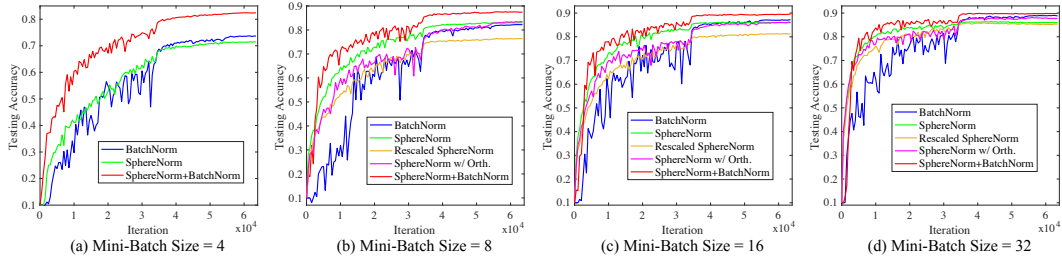 Testing Accuracy
0.8
0.7
0.6
0.5
0.4
0.3
0.2
0.1
BatchNorm
SphereNorm
SphereNorm+BatchNorm
0 1 2 3 4 5 6
x10^4
Iteration
(a) Mini-Batch Size = 4
Testing Accuracy
0.9
0.8
0.7
0.6
0.5
0.4
0.3
0.2
0.1
BatchNorm
SphereNorm
Rescaled SphereNorm
SphereNorm w/ Orth.
SphereNorm+BatchNorm
0 1 2 3 4 5 6
x10^4
Iteration
(b) Mini-Batch Size = 8
Testing Accuracy
0.9
0.8
0.7
0.6
0.5
0.4
0.3
0.2
0.1
BatchNorm
SphereNorm
Rescaled SphereNorm
SphereNorm w/ Orth.
SphereNorm+BatchNorm
0 1 2 3 4 5 6
x10^4
Iteration
(c) Mini-Batch Size = 16
Testing Accuracy
0.9
0.8
0.7
0.6
0.5
0.4
0.3
0.2
0.1
BatchNorm
SphereNorm
Rescaled SphereNorm
SphereNorm w/ Orth.
SphereNorm+BatchNorm
0 1 2 3 4 5 6
x10^4
Iteration
(d) Mini-Batch Size = 32